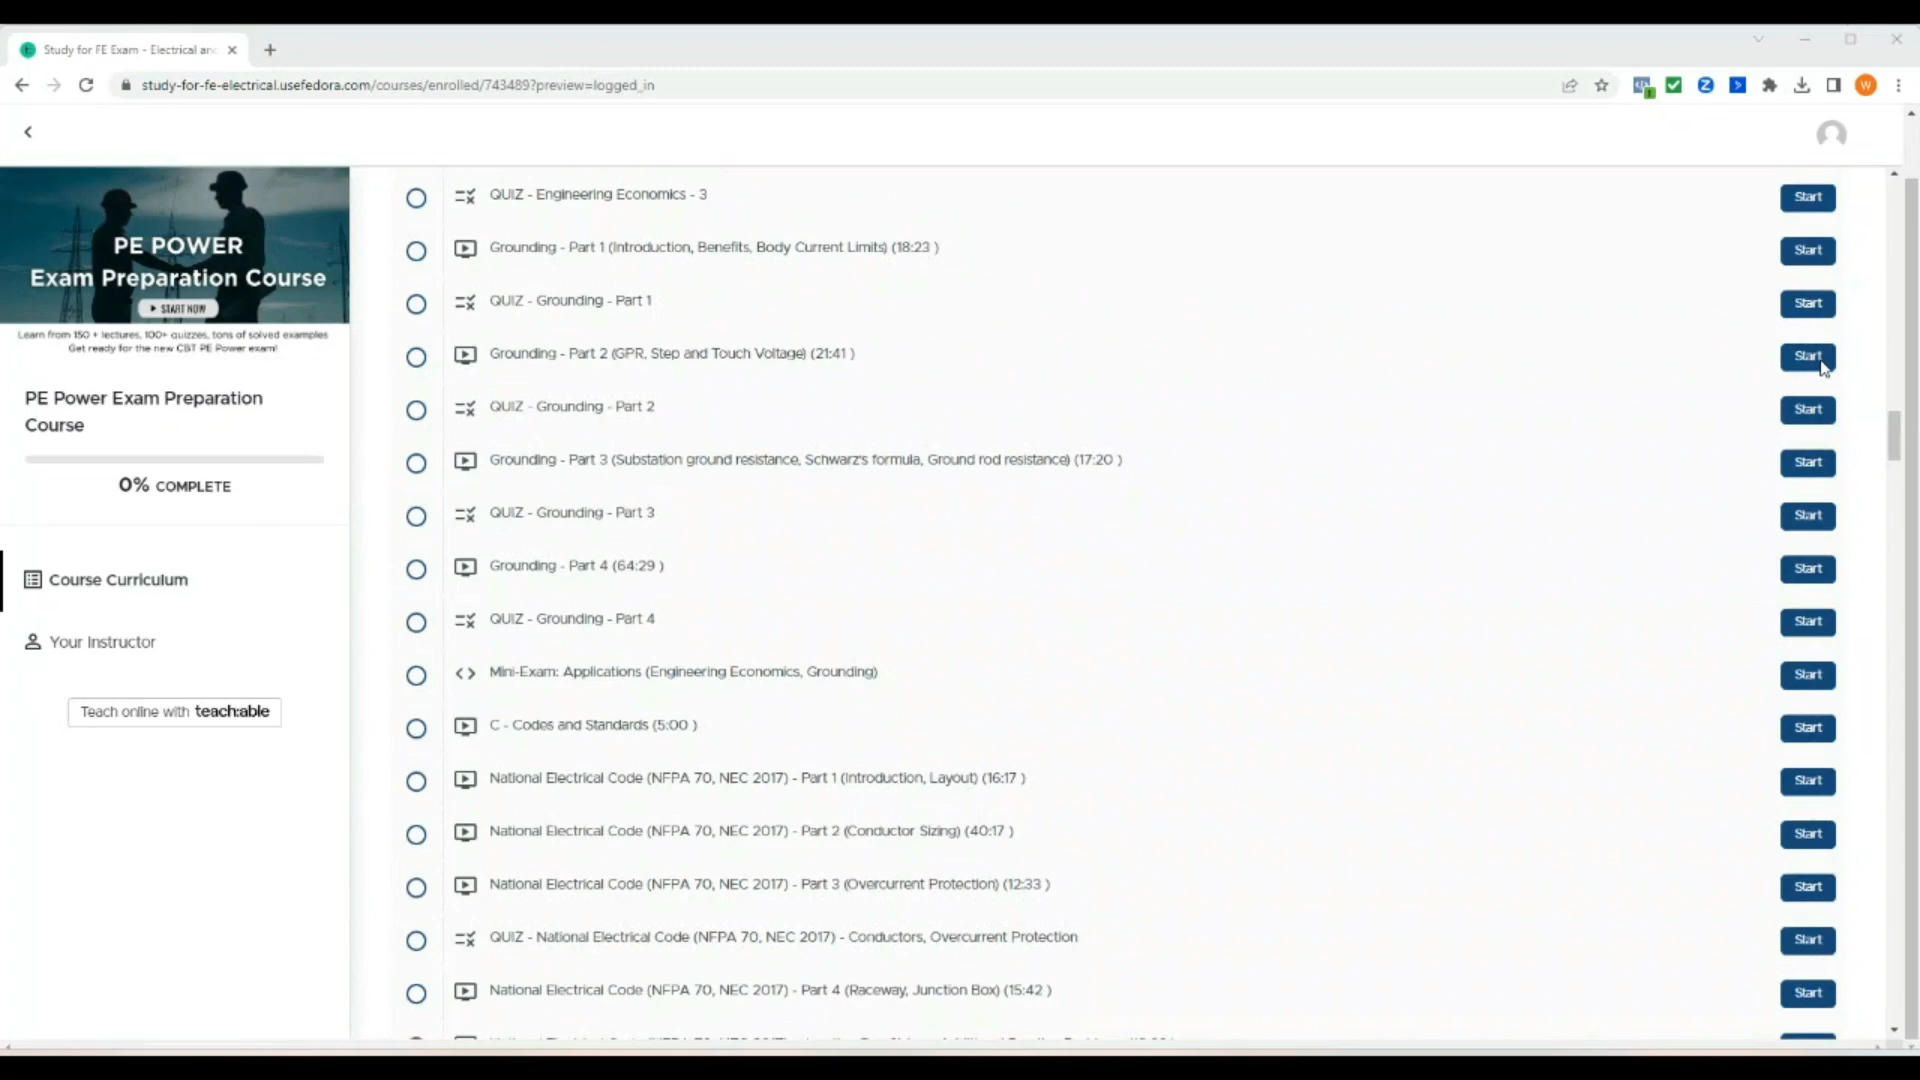 Study for FE Exam - Electrical and
study-for-fe-electrical.usefedora.com/courses/enrolled/743489?preview=logged_in
W
PE POWER
Exam Preparation Course
START NOW
Learn from 150 + lectures, 100+ quizzes, tons of solved examples
Get ready for the new CBT PE Power exam!
PE Power Exam Preparation
Course
0% COMPLETE
Course Curriculum
Your Instructor
Teach online with teach:able
QUIZ - Engineering Economics - 3
Start
Grounding - Part 1 (Introduction, Benefits, Body Current Limits) (18:23 )
Start
QUIZ - Grounding - Part 1
Start
Grounding - Part 2 (GPR, Step and Touch Voltage) (21:41 )
Start
QUIZ - Grounding - Part 2
Start
Grounding - Part 3 (Substation ground resistance, Schwarz's formula, Ground rod resistance) (17:20 )
Start
QUIZ - Grounding - Part 3
Start
Grounding - Part 4 (64:29 )
Start
QUIZ - Grounding - Part 4
Start
Mini-Exam: Applications (Engineering Economics, Grounding)
Start
C - Codes and Standards (5:00 )
Start
National Electrical Code (NFPA 70, NEC 2017) - Part 1 (Introduction, Layout) (16:17 )
Start
National Electrical Code (NFPA 70, NEC 2017) - Part 2 (Conductor Sizing) (40:17 )
Start
National Electrical Code (NFPA 70, NEC 2017) - Part 3 (Overcurrent Protection) (12:33 )
Start
QUIZ - National Electrical Code (NFPA 70, NEC 2017) - Conductors, Overcurrent Protection
Start
National Electrical Code (NFPA 70, NEC 2017) - Part 4 (Raceway, Junction Box) (15:42 )
Start